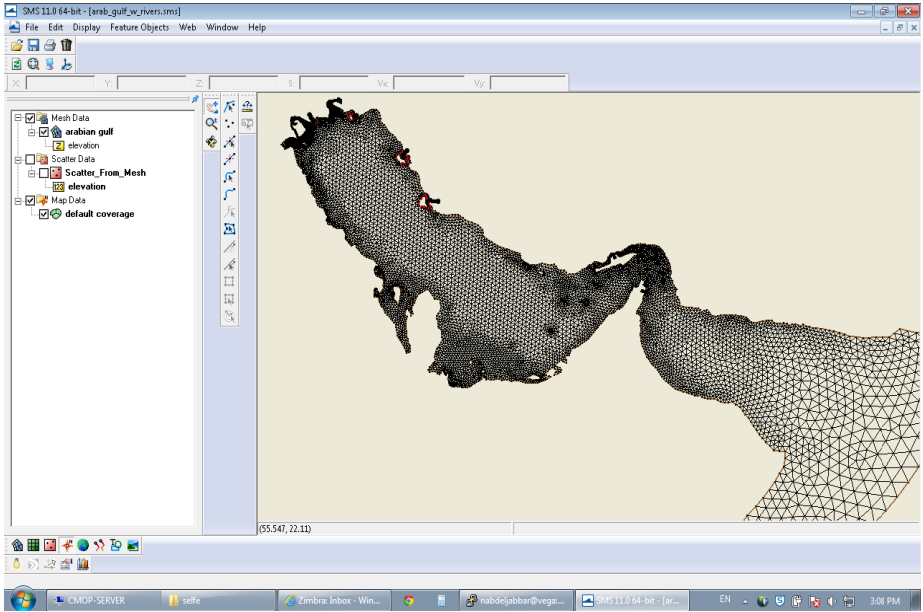 SMS 11.0 64-bit - [arab_gulf_w_rivers.sms]
File Edit Display Feature Objects Web Window Help
X: Y: Z: S: Vx: Vy:
Mesh Data
arabian gulf
Z elevation
Scatter Data
Scatter_From_Mesh
123 elevation
Map Data
default coverage
(55.547, 22.11)
CMOP-SERVER selfe Zimbra: Inbox - Win... nabdeljabbar@vega:... SMS 11.0 64-bit - [ar... EN 3:08 PM